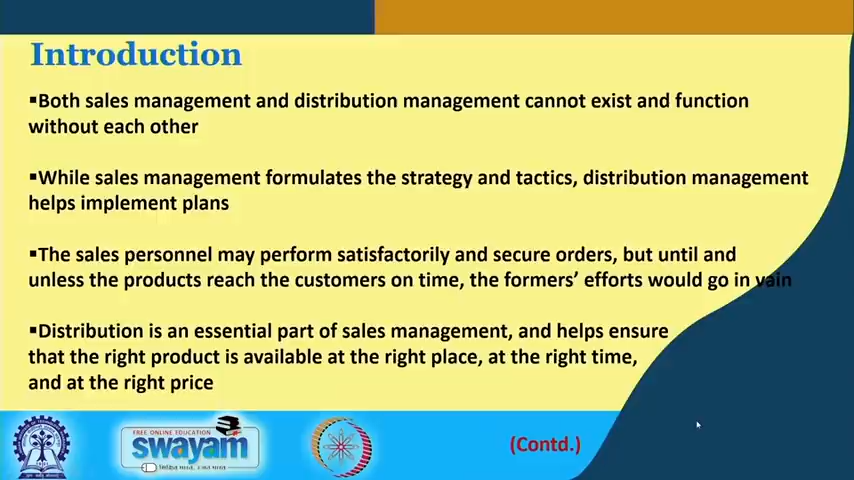 Introduction
▪Both sales management and distribution management cannot exist and function
without each other
▪While sales management formulates the strategy and tactics, distribution management
helps implement plans
▪The sales personnel may perform satisfactorily and secure orders, but until and
unless the products reach the customers on time, the formers’ efforts would go in vain
▪Distribution is an essential part of sales management, and helps ensure
that the right product is available at the right place, at the right time,
and at the right price
FREE ONLINE EDUCATION
swayam
(Contd.)